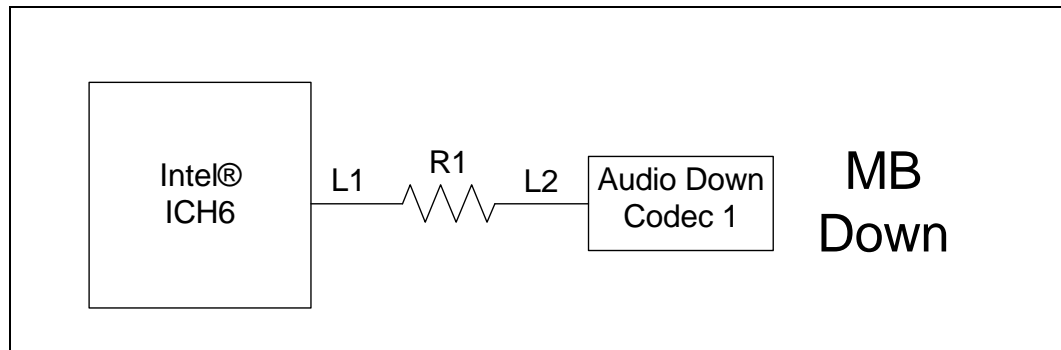 Intel®
ICH6
L1
R1
L2
Audio Down
Codec 1
MB
Down